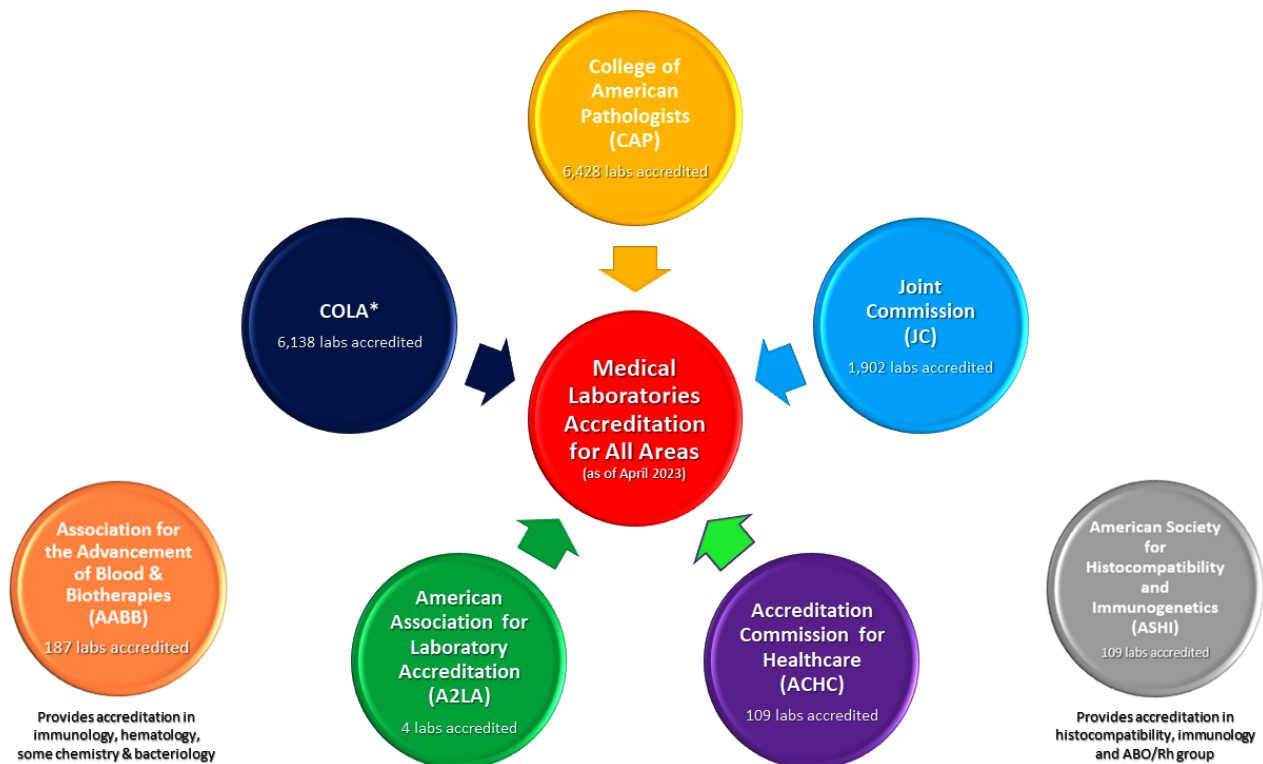 College of
American
Pathologists
(CAP)
6,428 labs accredited
COLA*
6,138 labs accredited
Joint
Commission
(JC)
1,902 labs accredited
Medical
Laboratories
Accreditation
for All Areas
(as of April 2023)
Association for
the Advancement
of Blood &
Biotherapies
(AABB)
187 labs accredited
Provides accreditation in
immunology, hematology,
some chemistry & bacteriology
American
Association for
Laboratory
Accreditation
(A2LA)
4 labs accredited
Accreditation
Commission for
Healthcare
(ACHC)
109 labs accredited
American Society
for
Histocompatibility
and
Immunogenetics
(ASHI)
109 labs accredited
Provides accreditation in
histocompatibility, immunology
and ABO/Rh group